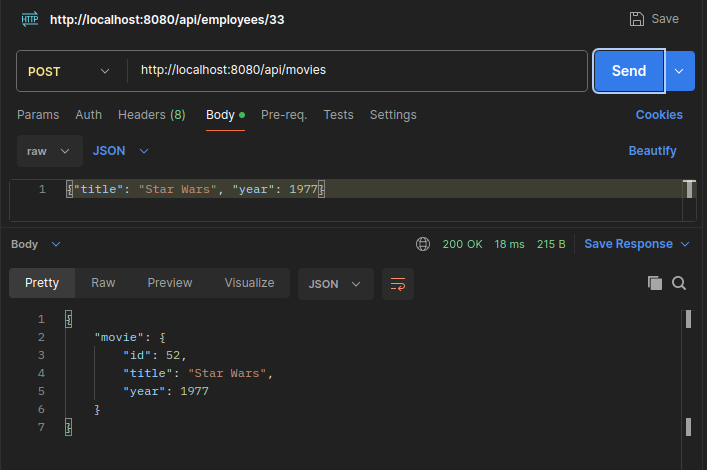 HTTP http://localhost:8080/api/employees/33 Save
POST http://localhost:8080/api/movies Send
Params Auth Headers (8) Body Pre-req. Tests Settings Cookies
raw JSON Beautify
1 {"title": "Star Wars", "year": 1977}
Body 200 OK 18 ms 215 B Save Response
Pretty Raw Preview Visualize JSON
1 {
2 "movie": {
3 "id": 52,
4 "title": "Star Wars",
5 "year": 1977
6 }
7 }